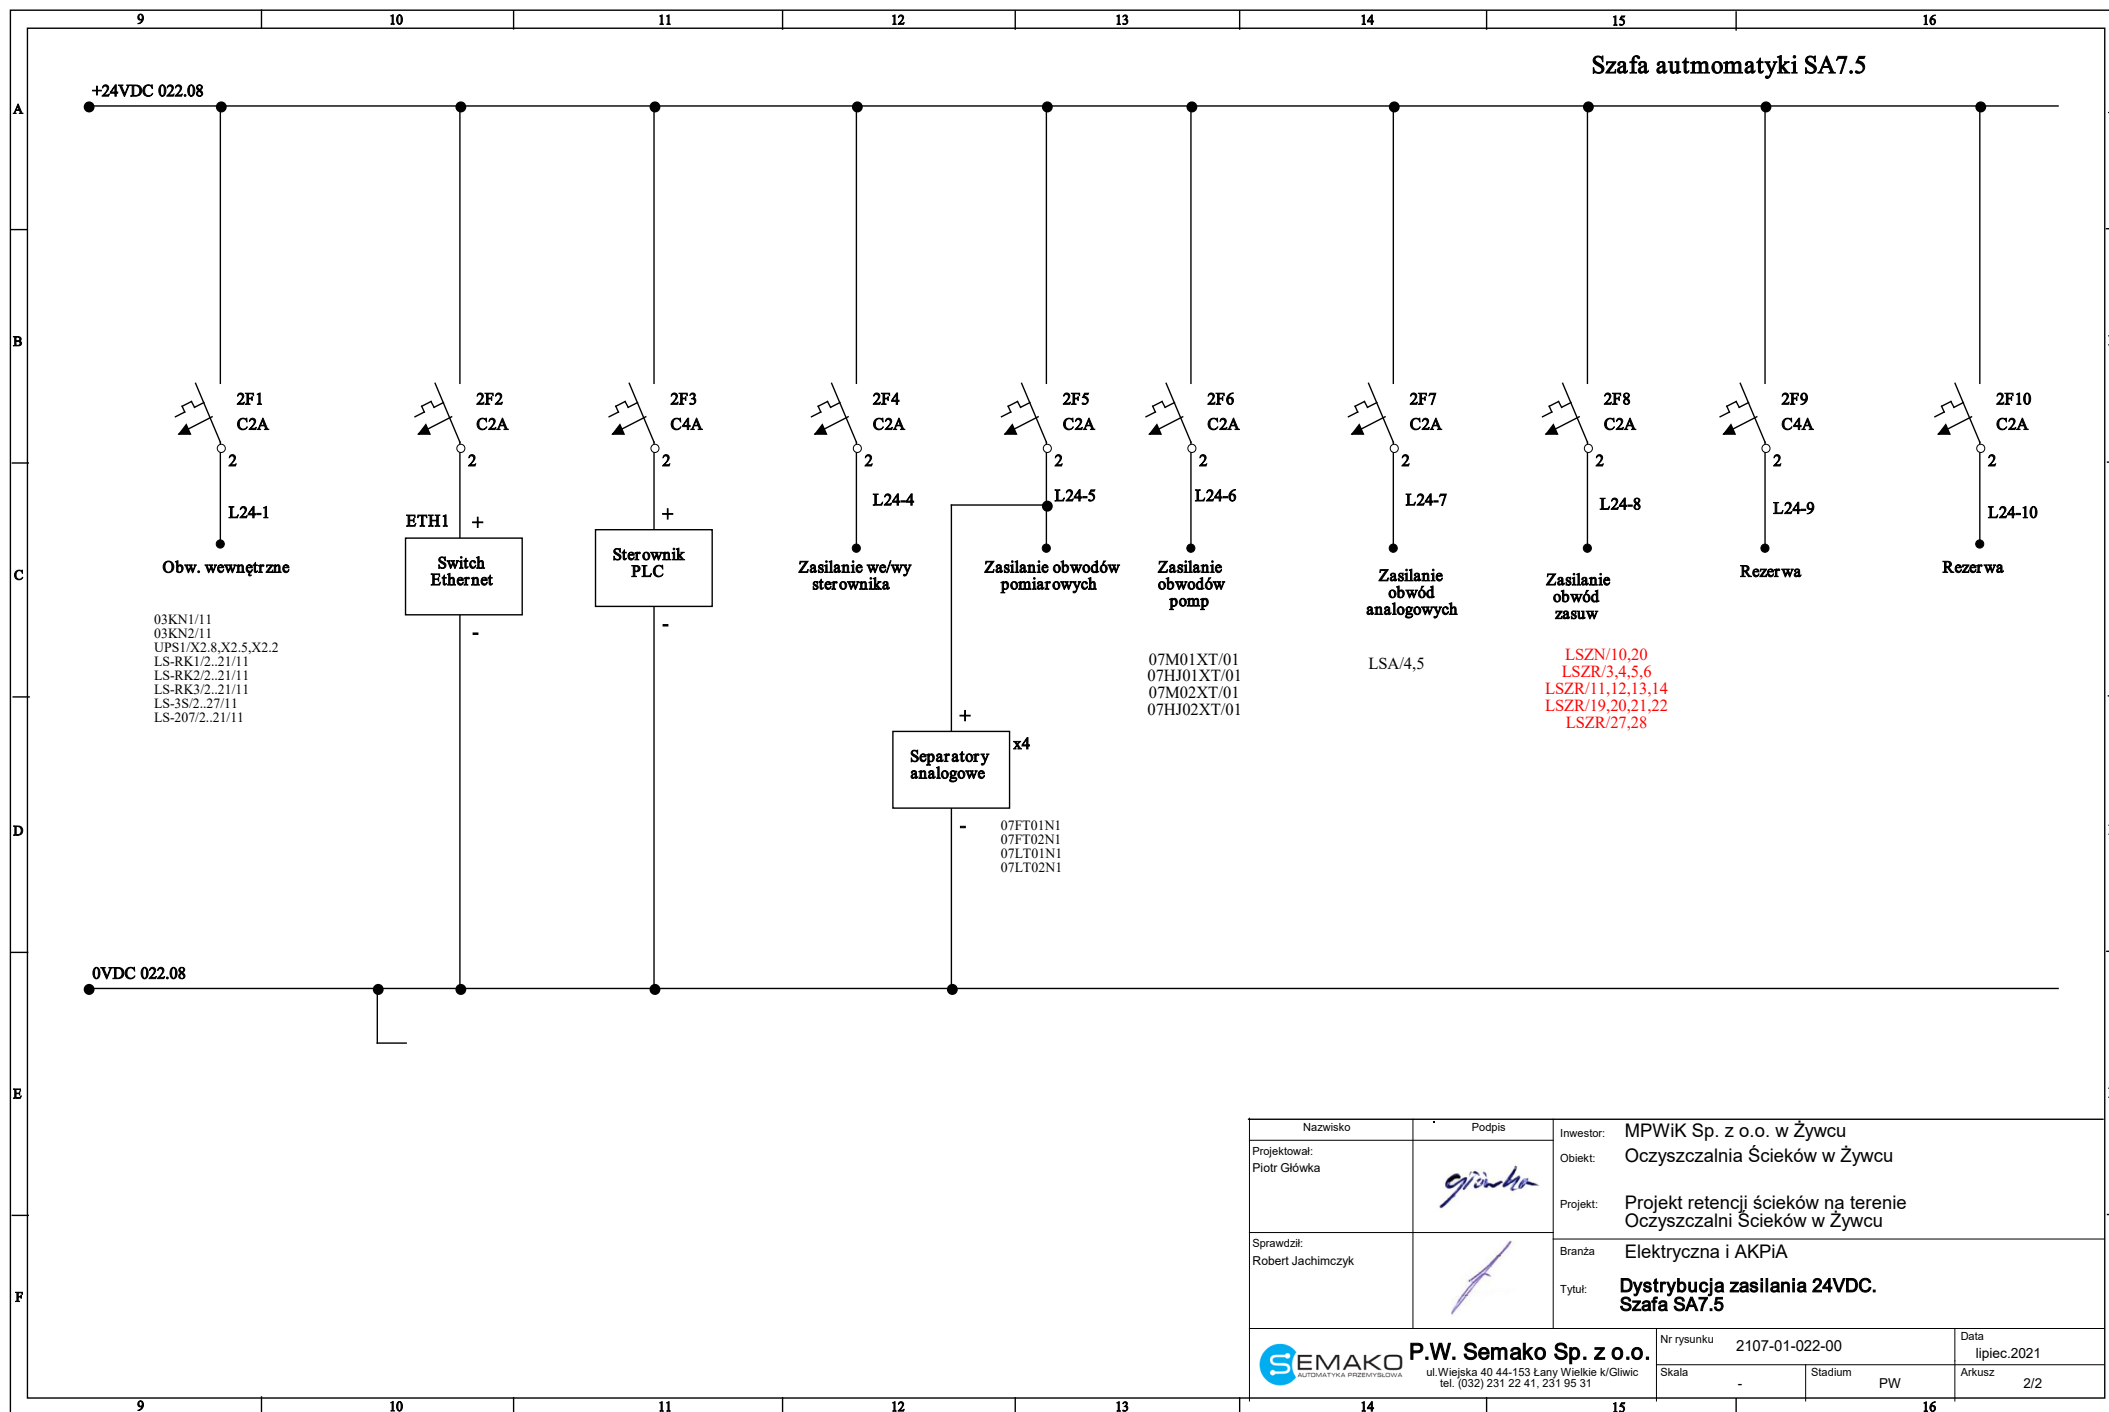 9 10 11 12 13 14 15 16
Szafa autmomatyki SA7.5
+24VDC 022.08
A
B
C
D
E
F
2F1
C2A
2
L24-1
Obw. wewnętrzne
03KN1/11
03KN2/11
UPS1/X2.8,X2.5,X2.2
LS-RK1/2..21/11
LS-RK2/2..21/11
LS-RK3/2..21/11
LS-3S/2..27/11
LS-207/2..21/11
2F2
C2A
2
ETH1 +
Switch
Ethernet
-
2F3
C4A
2
+
Sterownik
PLC
-
2F4
C2A
2
L24-4
Zasilanie we/wy
sterownika
2F5
C2A
2
L24-5
Zasilanie obwodów
pomiarowych
+
x4
Separatory
analogowe
-
07FT01N1
07FT02N1
07LT01N1
07LT02N1
2F6
C2A
2
L24-6
Zasilanie
obwodów
pomp
07M01XT/01
07HJ01XT/01
07M02XT/01
07HJ02XT/01
2F7
C2A
2
L24-7
Zasilanie
obwód
analogowych
LSA/4,5
2F8
C2A
2
L24-8
Zasilanie
obwód
zasuw
LSZN/10,20
LSZR/3,4,5,6
LSZR/11,12,13,14
LSZR/19,20,21,22
LSZR/27,28
2F9
C4A
2
L24-9
Rezerwa
2F10
C2A
2
L24-10
Rezerwa
0VDC 022.08
Nazwisko Podpis
Projektował:
Piotr Główka
główka
Sprawdził:
Robert Jachimczyk
Inwestor: MPWiK Sp. z o.o. w Żywcu
Obiekt: Oczyszczalnia Ścieków w Żywcu
Projekt: Projekt retencji ścieków na terenie
Oczyszczalni Ścieków w Żywcu
Branża Elektryczna i AKPiA
Tytuł: Dystrybucja zasilania 24VDC.
Szafa SA7.5
SEMAKO
AUTOMATYKA PRZEMYSŁOWA
P.W. Semako Sp. z o.o.
ul.Wiejska 40 44-153 Łany Wielkie k/Gliwic
tel. (032) 231 22 41, 231 95 31
Nr rysunku 2107-01-022-00
Data
lipiec.2021
Skala -
Stadium PW
Arkusz 2/2
9 10 11 12 13 14 15 16